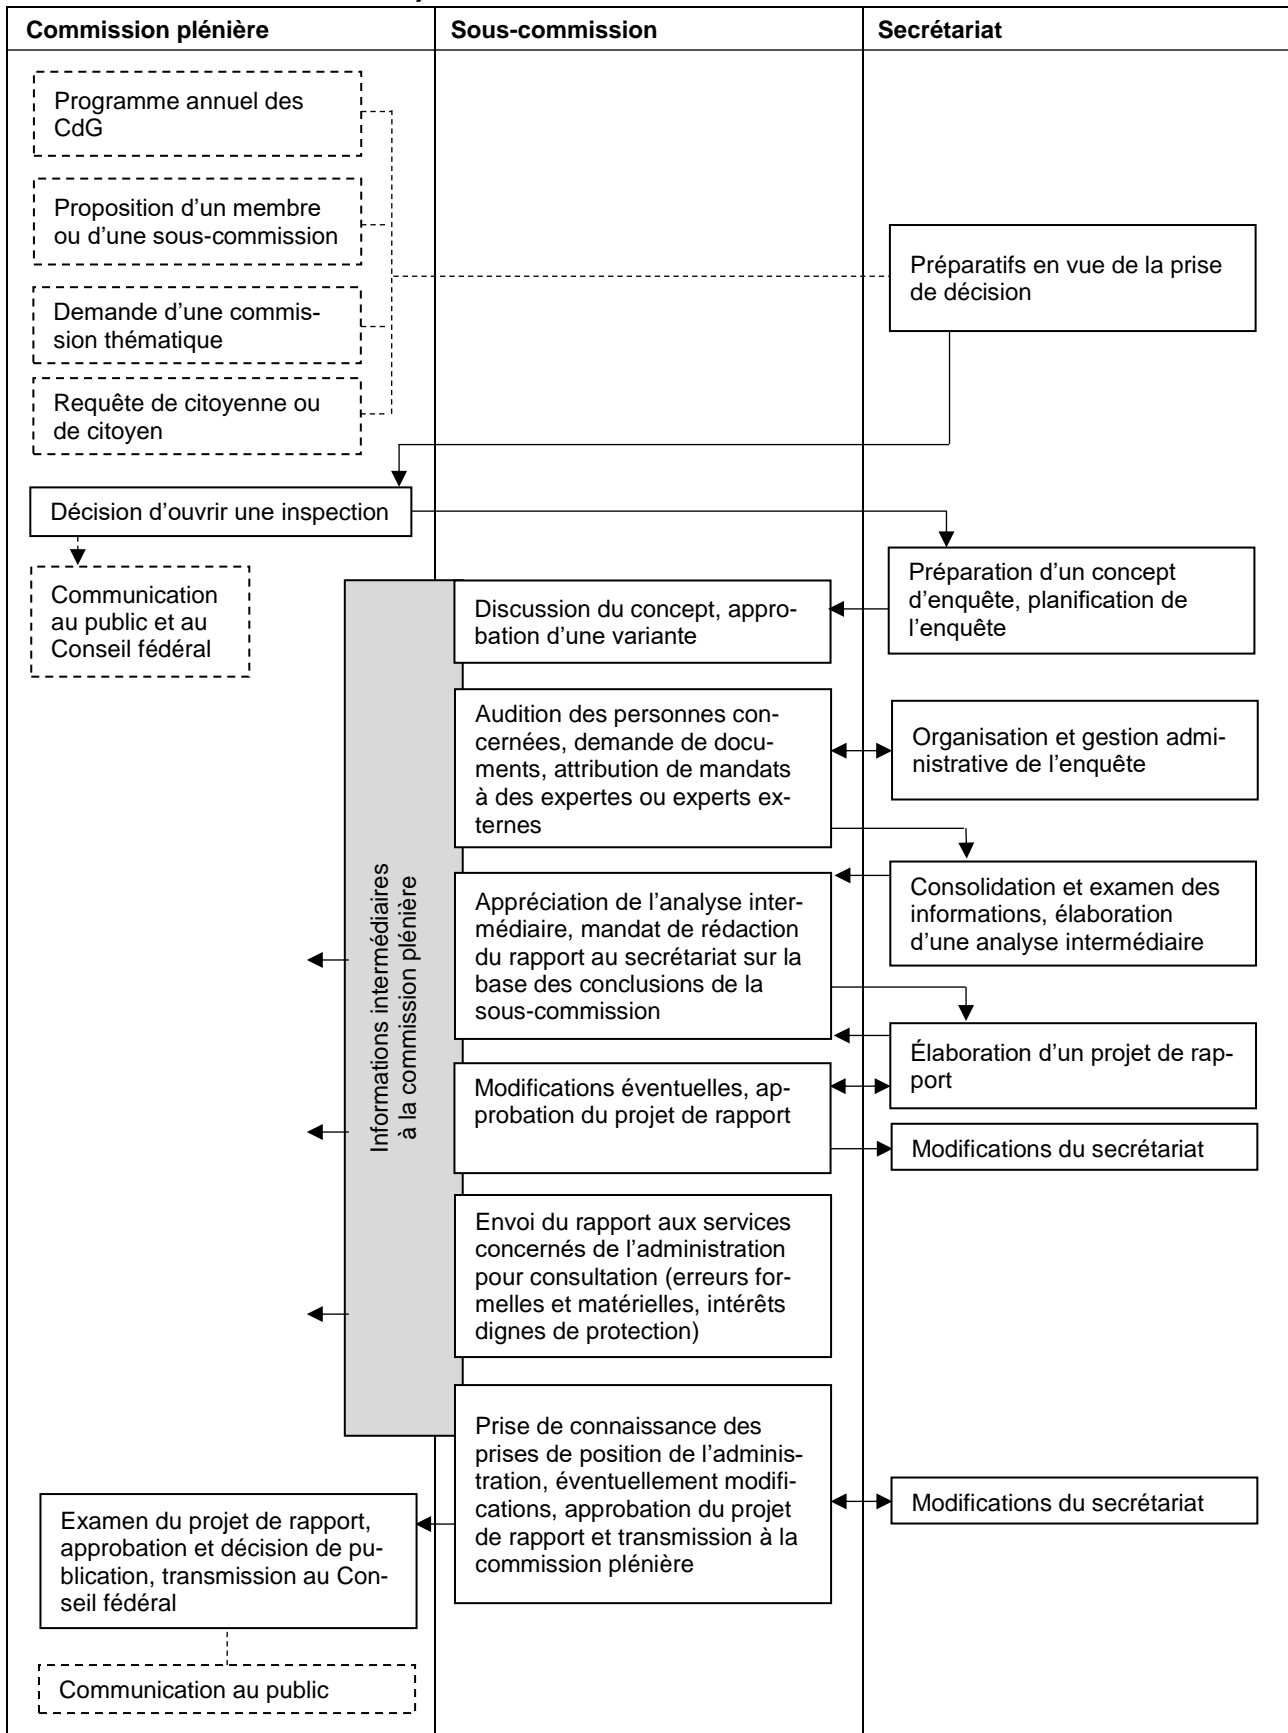 Commission plénière
Sous-commission
Secrétariat
Programme annuel des
CdG
Proposition d’un membre
ou d’une sous-commission
Préparatifs en vue de la prise
de décision
Demande d’une commis-
sion thématique
Requête de citoyenne ou
de citoyen
Décision d’ouvrir une inspection
Communication
au public et au
Conseil fédéral
Préparation d’un concept
d’enquête, planification de
l’enquête
Discussion du concept, appro-
bation d’une variante
Audition des personnes con-
cernées, demande de docu-
ments, attribution de mandats
à des expertes ou experts ex-
ternes
Organisation et gestion admi-
nistrative de l’enquête
Informations intermédiaires
à la commission plénière
Consolidation et examen des
informations, élaboration
d’une analyse intermédiaire
Appréciation de l’analyse inter-
médiaire, mandat de rédaction
du rapport au secrétariat sur la
base des conclusions de la
sous-commission
Élaboration d’un projet de rap-
port
Modifications éventuelles, ap-
probation du projet de rapport
Modifications du secrétariat
Envoi du rapport aux services
concernés de l’administration
pour consultation (erreurs for-
melles et matérielles, intérêts
dignes de protection)
Prise de connaissance des
prises de position de l’adminis-
tration, éventuellement modifi-
cations, approbation du projet
de rapport et transmission à la
commission plénière
Modifications du secrétariat
Examen du projet de rapport,
approbation et décision de pu-
blication, transmission au Con-
seil fédéral
Communication au public